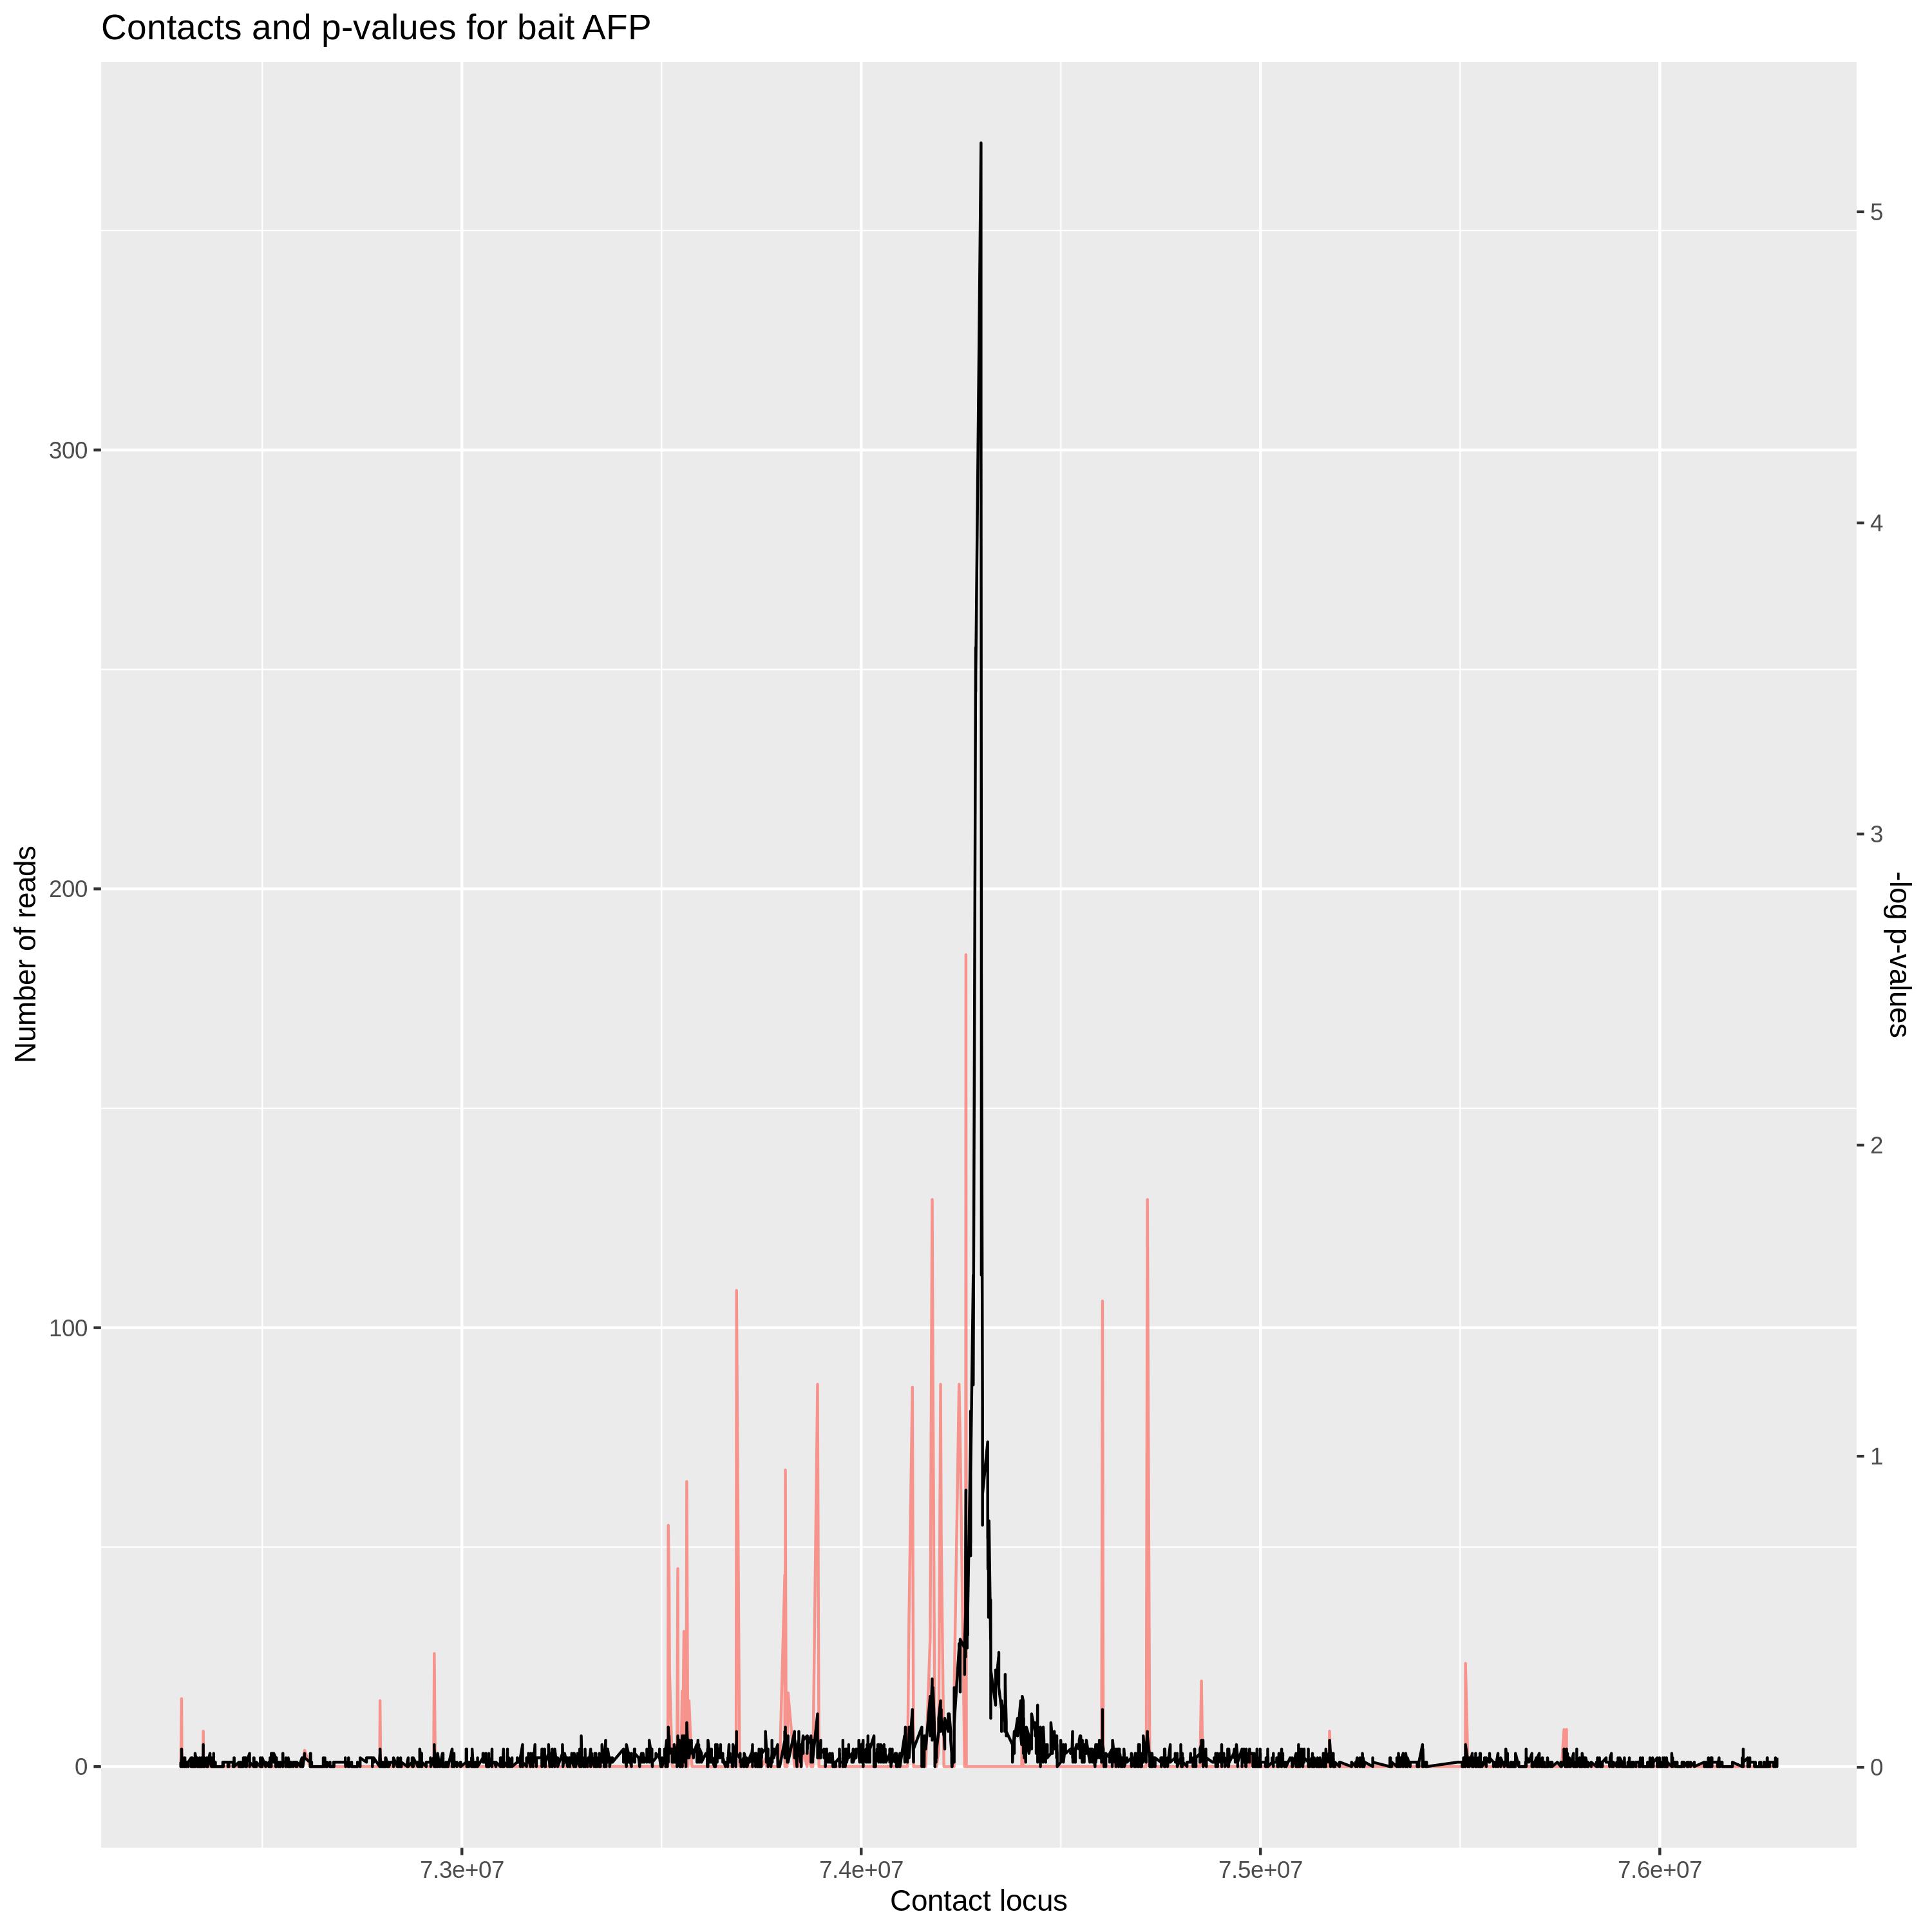 Contacts and p-values for bait AFP
Number of reads
300
200
100
0
5
4
3
2
1
0
-log p-values
7.3e+07
7.4e+07
7.5e+07
7.6e+07
Contact locus